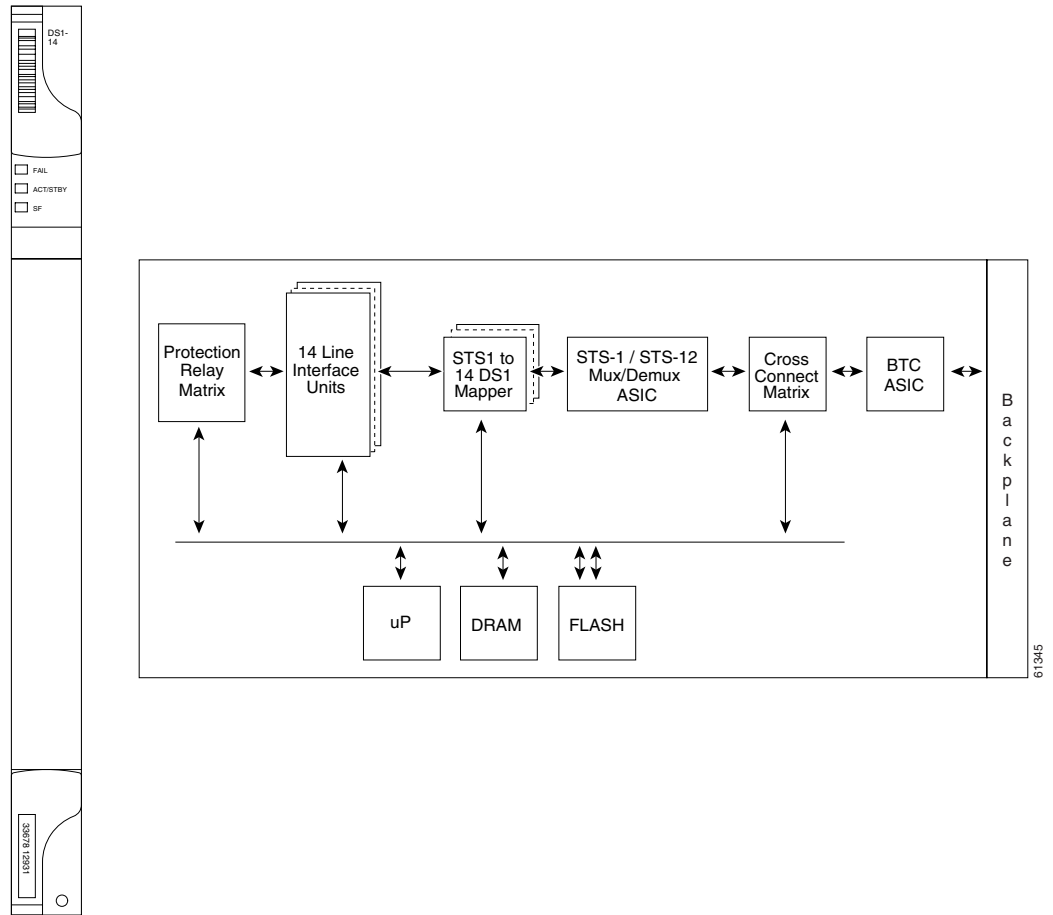 DS1-
14
FAIL
ACT/STBY
SF
33678 12931
Protection
Relay
Matrix
14 Line
Interface
Units
STS1 to
14 DS1
Mapper
STS-1 / STS-12
Mux/Demux
ASIC
Cross
Connect
Matrix
BTC
ASIC
Backplane
uP
DRAM
FLASH
61345